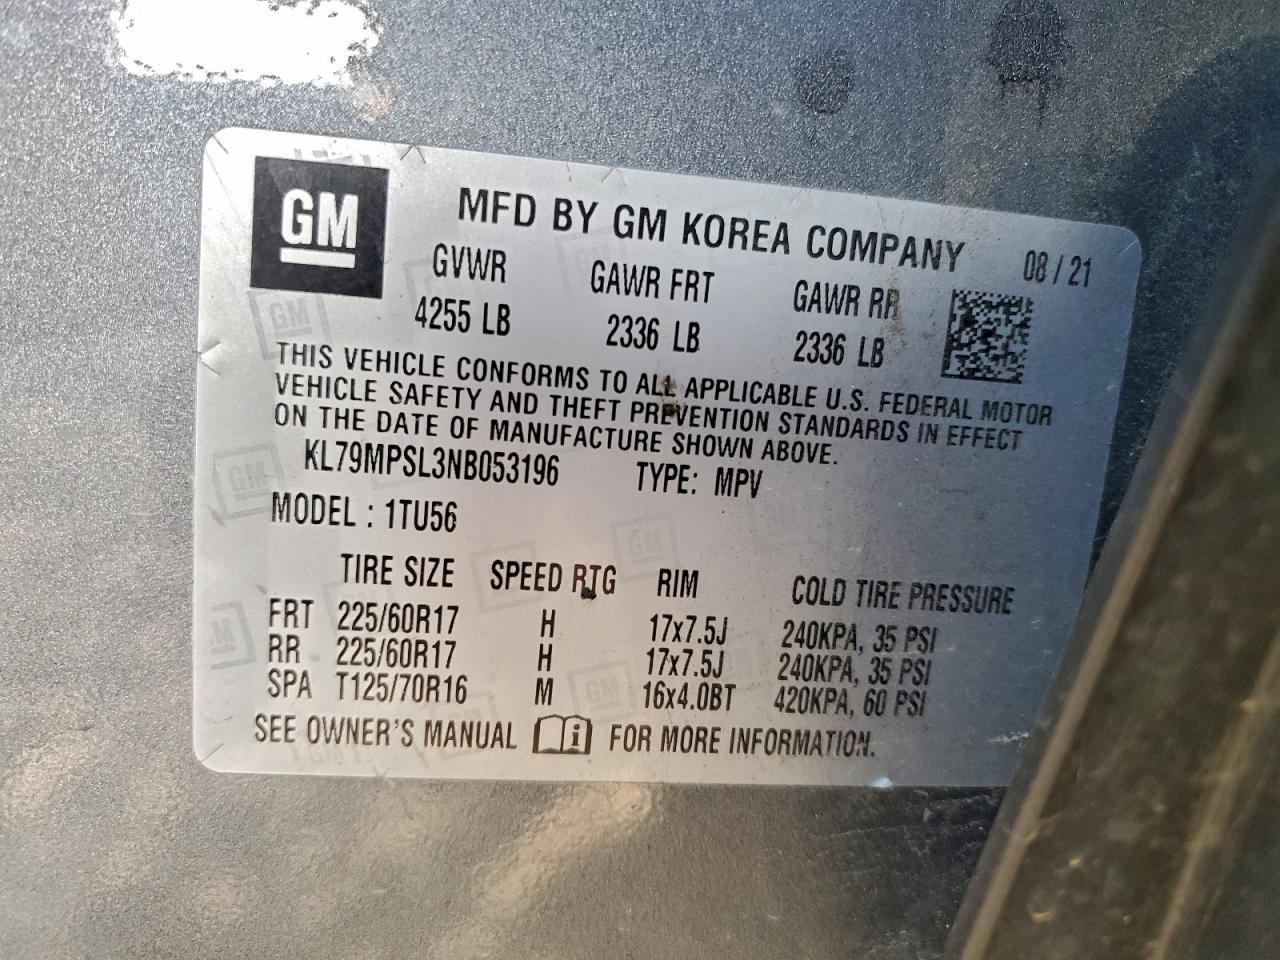 GM
MFD BY GM KOREA COMPANY 08 / 21
GVWR GAWR FRT GAWR RR
4255 LB 2336 LB 2336 LB
THIS VEHICLE CONFORMS TO ALL APPLICABLE U.S. FEDERAL MOTOR
VEHICLE SAFETY AND THEFT PREVENTION STANDARDS IN EFFECT
ON THE DATE OF MANUFACTURE SHOWN ABOVE.
KL79MPSL3NB053196 TYPE: MPV
MODEL : 1TU56
TIRE SIZE SPEED RTG RIM COLD TIRE PRESSURE
FRT 225/60R17 H 17x7.5J 240KPA, 35 PSI
RR 225/60R17 H 17x7.5J 240KPA, 35 PSI
SPA T125/70R16 M 16x4.0BT 420KPA, 60 PSI
SEE OWNER'S MANUAL i FOR MORE INFORMATION.